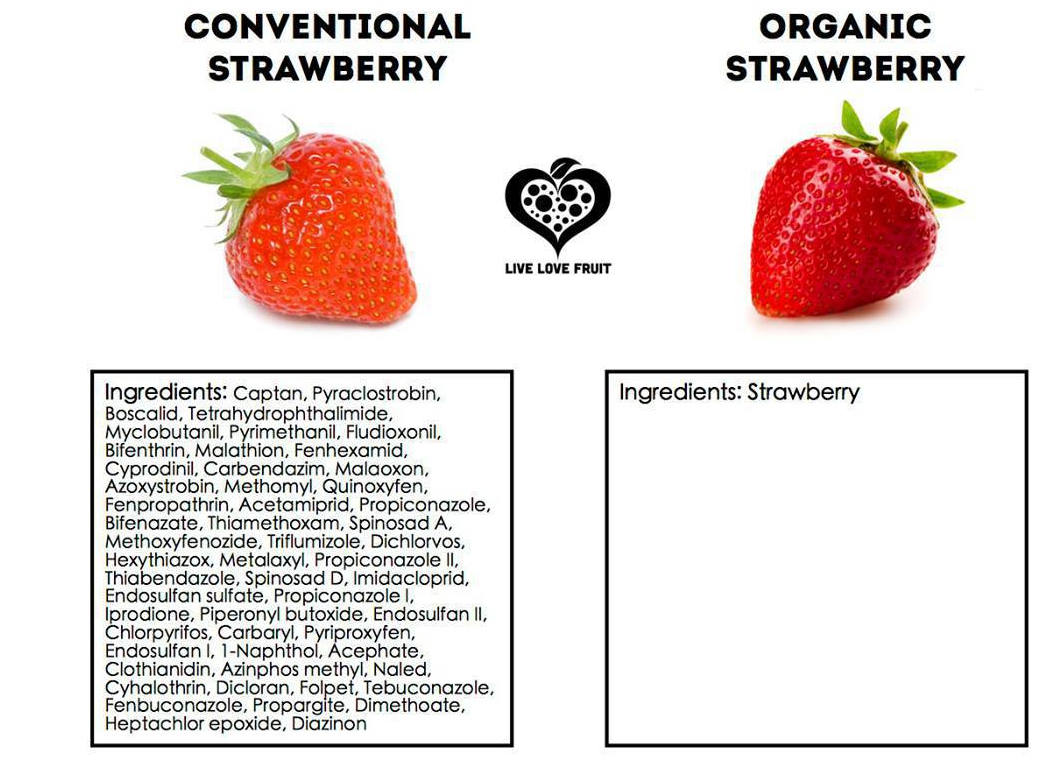 CONVENTIONAL
STRAWBERRY
ORGANIC
STRAWBERRY
LIVE LOVE FRUIT
Ingredients: Captan, Pyraclostrobin,
Boscalid, Tetrahydrophthalimide,
Myclobutanil, Pyrimethanil, Fludioxonil,
Bifenthrin, Malathion, Fenhexamid,
Cyprodinil, Carbendazim, Malaoxon,
Azoxystrobin, Methomyl, Quinoxyfen,
Fenpropathrin, Acetamiprid, Propiconazole,
Bifenazate, Thiamethoxam, Spinosad A,
Methoxyfenozide, Triflumizole, Dichlorvos,
Hexythiazox, Metalaxyl, Propiconazole II,
Thiabendazole, Spinosad D, Imidacloprid,
Endosulfan sulfate, Propiconazole I,
Iprodione, Piperonyl butoxide, Endosulfan II,
Chlorpyrifos, Carbaryl, Pyriproxyfen,
Endosulfan I, 1-Naphthol, Acephate,
Clothianidin, Azinphos methyl, Naled,
Cyhalothrin, Dicloran, Folpet, Tebuconazole,
Fenbuconazole, Propargite, Dimethoate,
Heptachlor epoxide, Diazinon
Ingredients: Strawberry